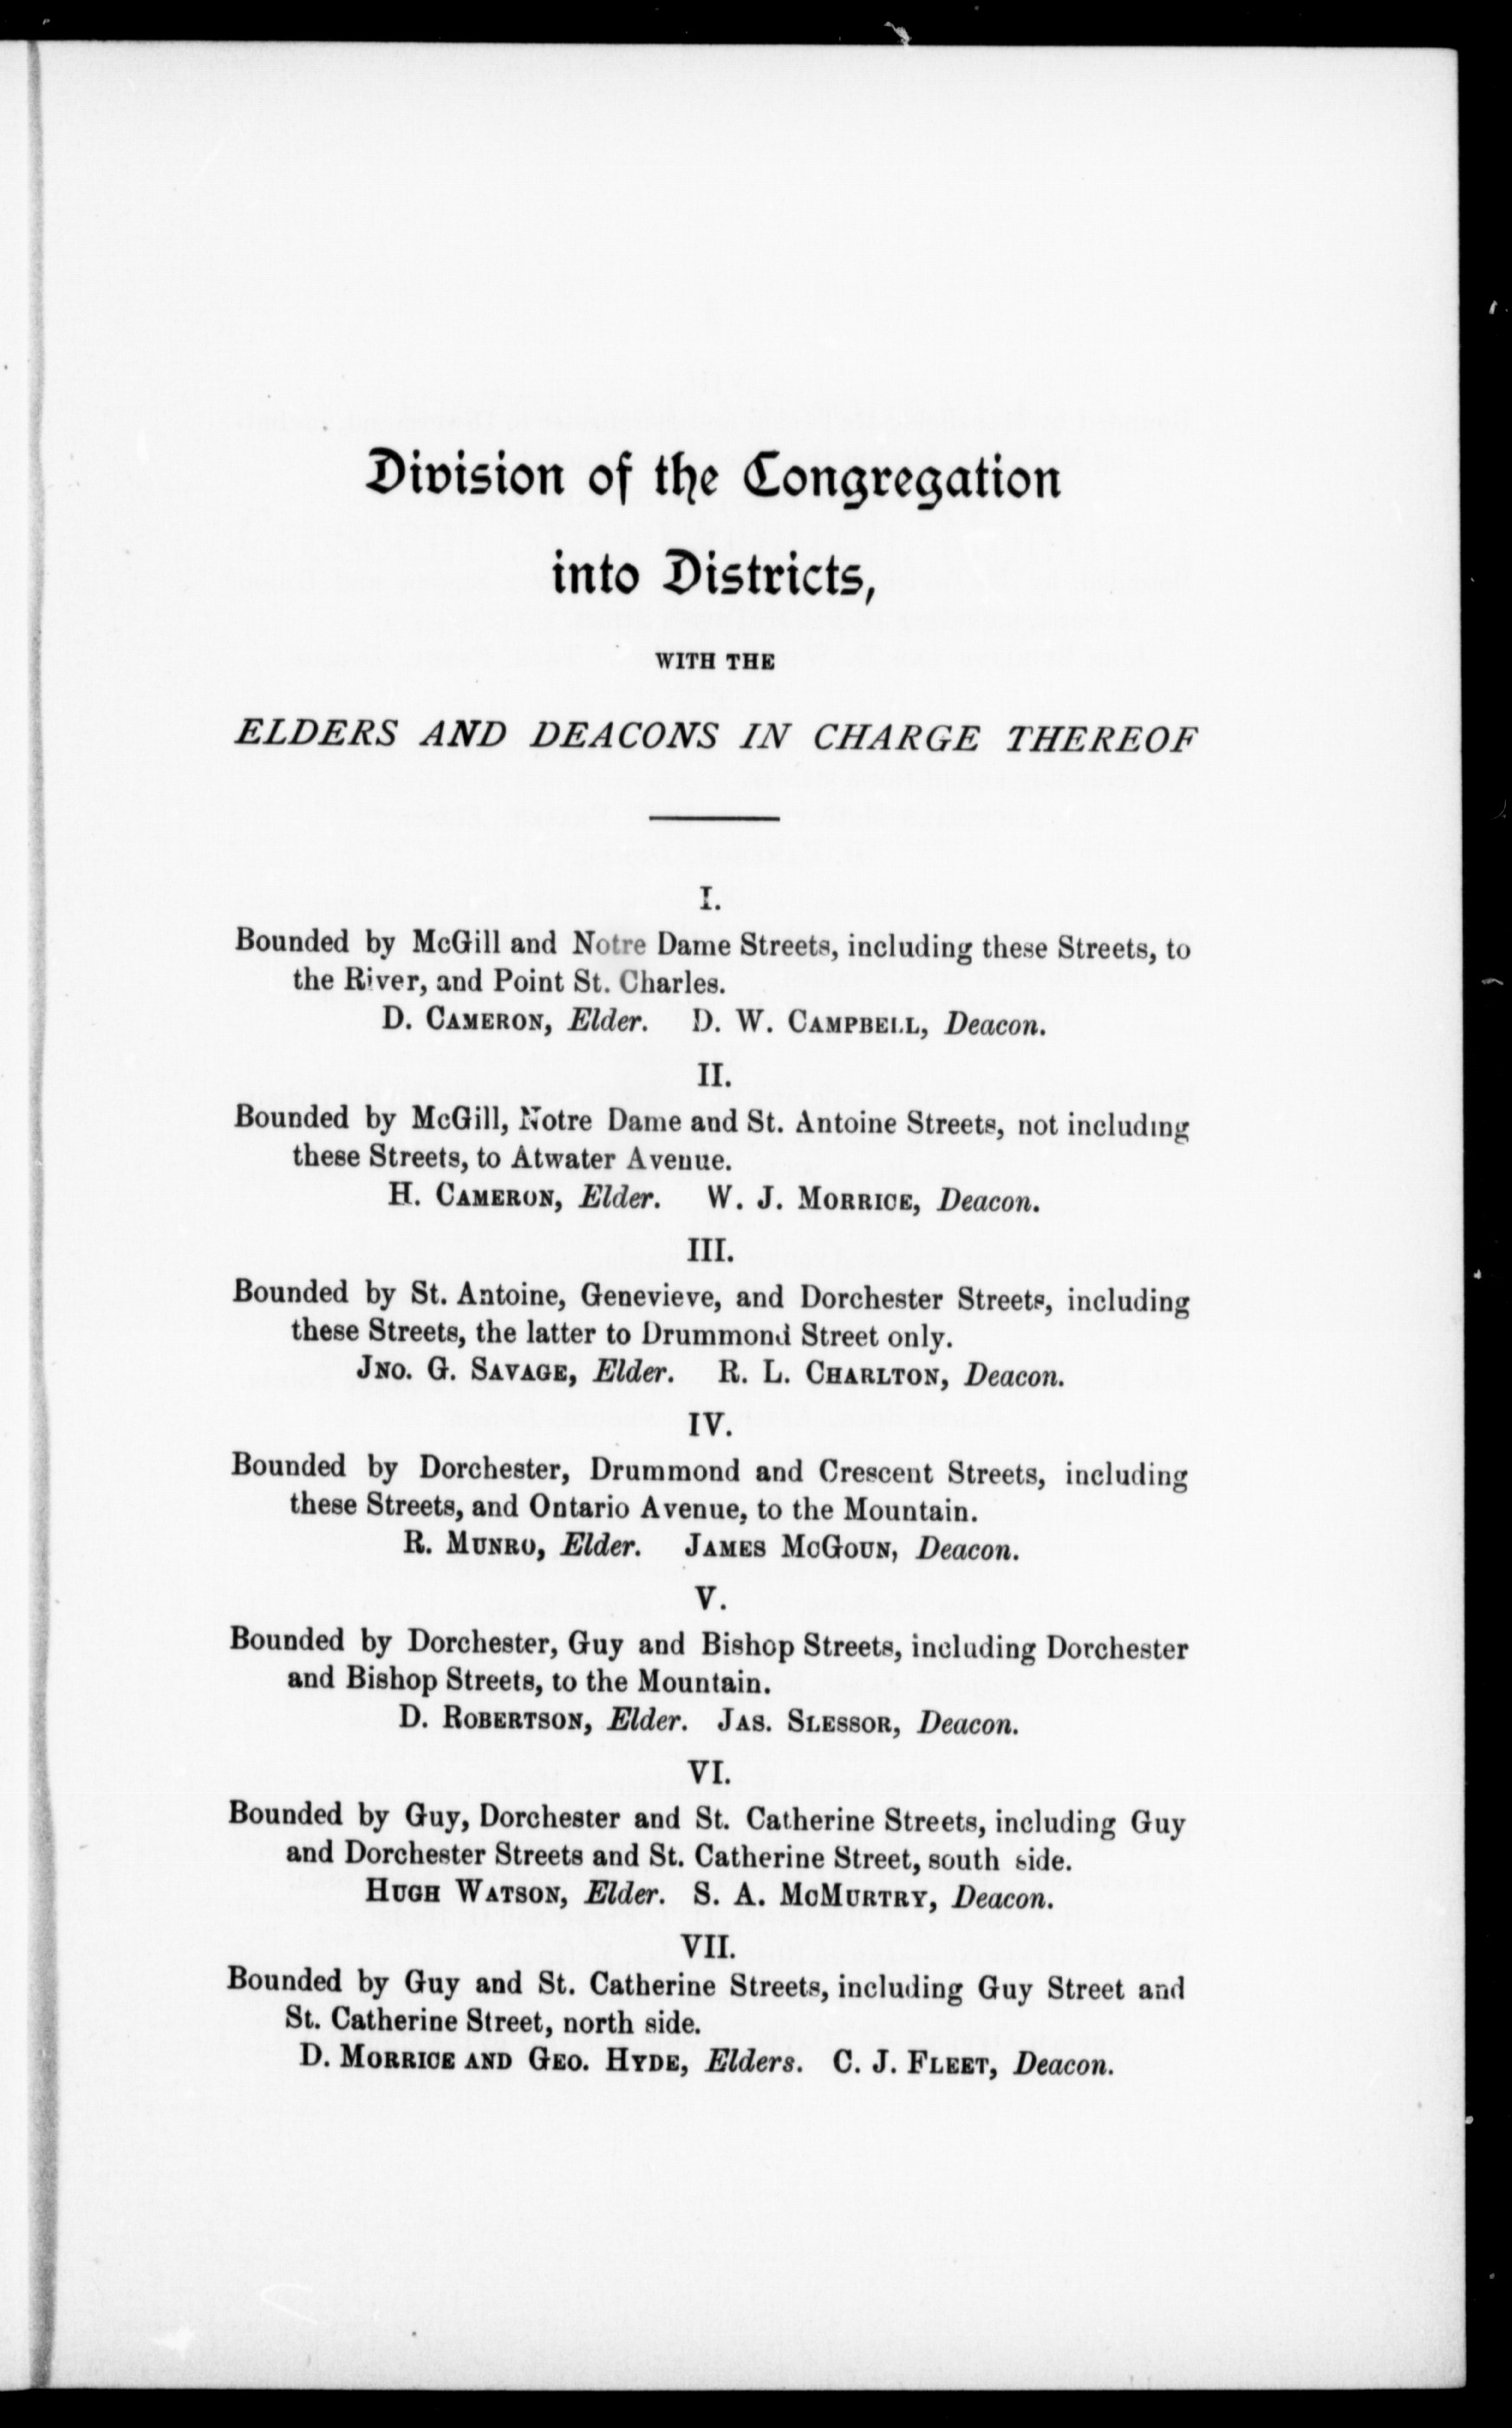 Division of the Congregation
into Districts,
WITH THE
ELDERS AND DEACONS IN CHARGE THEREOF
I.
Bounded by McGill and Notre Dame Streets, including these Streets, to
the River, and Point St. Charles.
D. CAMERON, Elder. D. W. CAMPBELL, Deacon.
II.
Bounded by McGill, Notre Dame and St. Antoine Streets, not including
these Streets, to Atwater Avenue.
H. CAMERON, Elder. W. J. MORRICE, Deacon.
III.
Bounded by St. Antoine, Genevieve, and Dorchester Streets, including
these Streets, the latter to Drummond Street only.
JNO. G. SAVAGE, Elder. R. L. CHARLTON, Deacon.
IV.
Bounded by Dorchester, Drummond and Crescent Streets, including
these Streets, and Ontario Avenue, to the Mountain.
R. MUNRO, Elder. JAMES MCGOUN, Deacon.
V.
Bounded by Dorchester, Guy and Bishop Streets, including Dorchester
and Bishop Streets, to the Mountain.
D. ROBERTSON, Elder. JAS. SLESSOR, Deacon.
VI.
Bounded by Guy, Dorchester and St. Catherine Streets, including Guy
and Dorchester Streets and St. Catherine Street, south side.
HUGH WATSON, Elder. S. A. MCMURTRY, Deacon.
VII.
Bounded by Guy and St. Catherine Streets, including Guy Street and
St. Catherine Street, north side.
D. MORRICE AND GEO. HYDE, Elders. C. J. FLEET, Deacon.